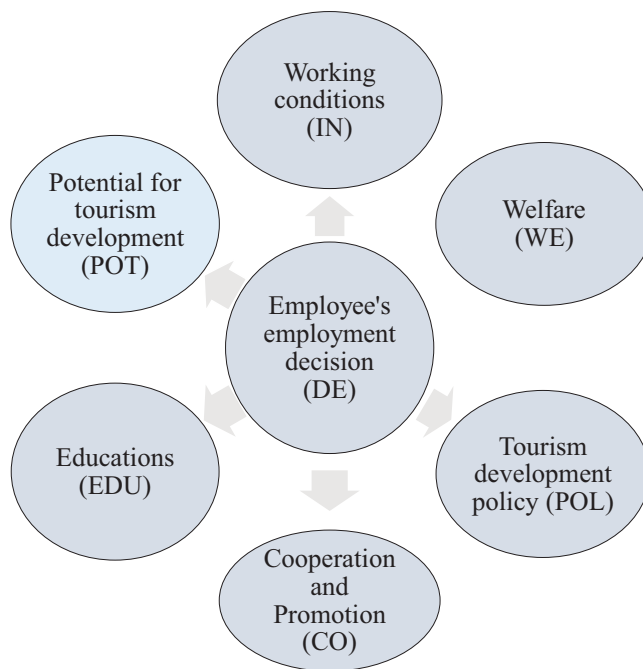 Working
conditions
(IN)
Potential for
tourism
development
(POT)
Welfare
(WE)
Employee's
employment
decision
(DE)
Educations
(EDU)
Tourism
development
policy (POL)
Cooperation
and
Promotion
(CO)